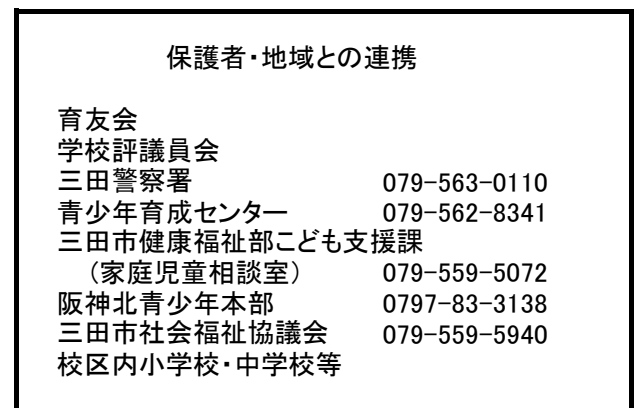 保護者・地域との連携
育友会
学校評議員会
三田警察署 079-563-0110
青少年育成センター 079-562-8341
三田市健康福祉部こども支援課
（家庭児童相談室） 079-559-5072
阪神北青少年本部 0797-83-3138
三田市社会福祉協議会 079-559-5940
校区内小学校・中学校等